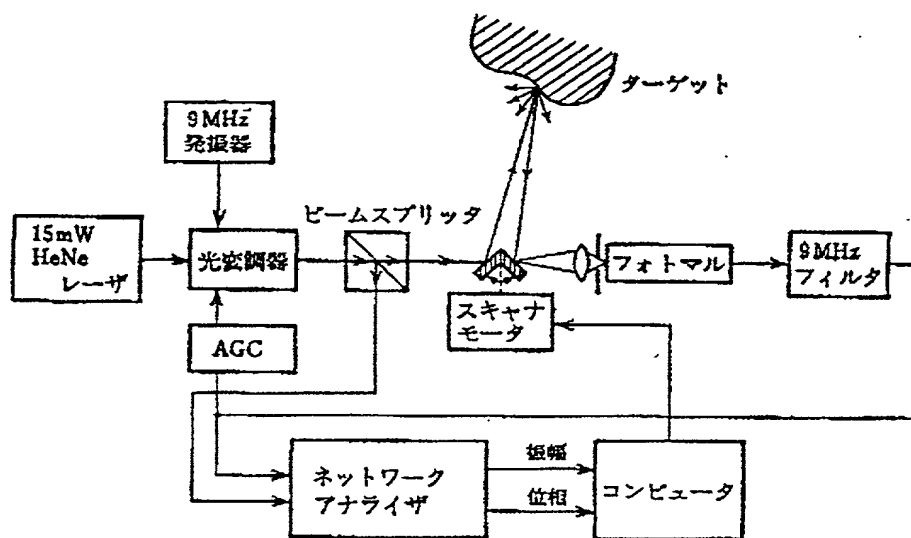 ターゲット
9MHz
発振器
ビームスプリッタ
15mW
HeNe
レーザ
光変調器
フォトマル
9MHz
フィルタ
スキャナ
モータ
AGC
ネットワーク
アナライザ
振幅
位相
コンピュータ